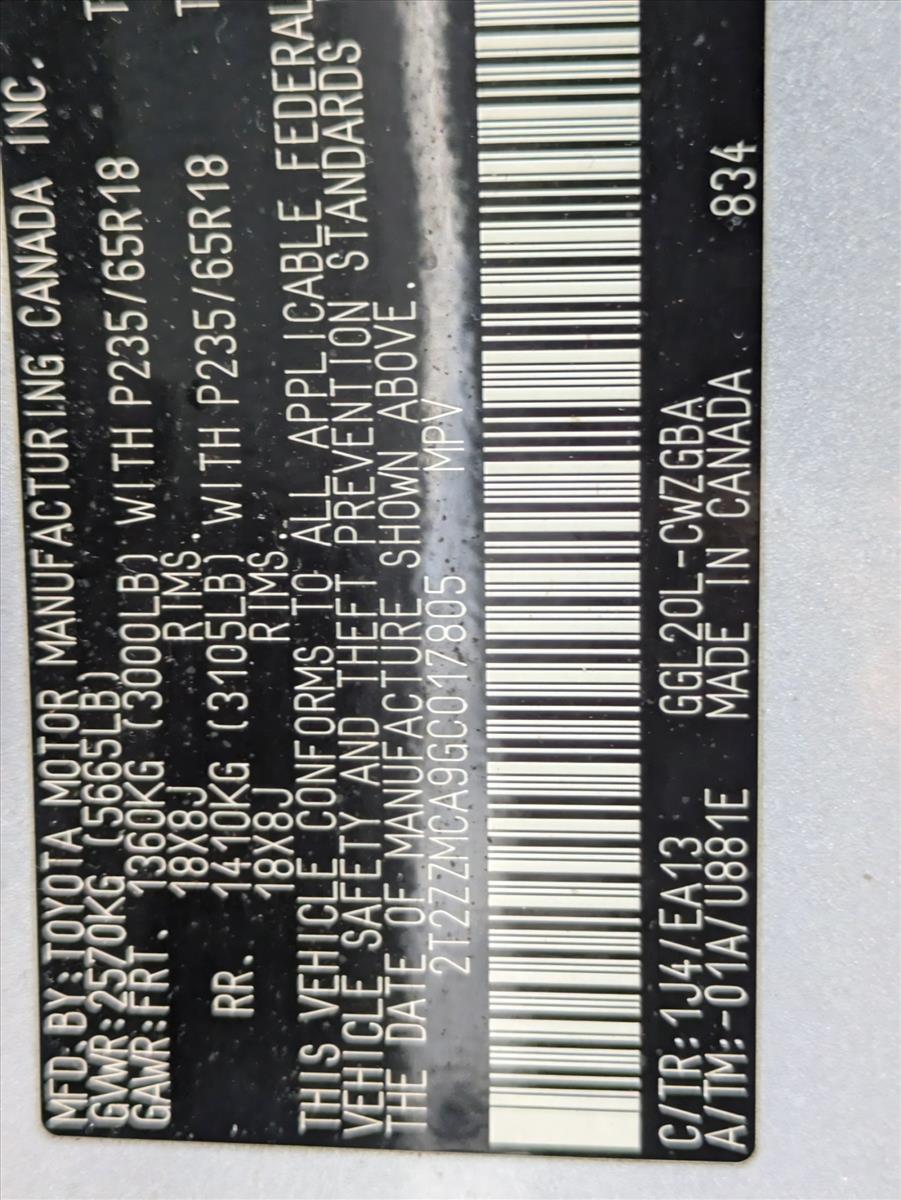 MFD. BY: TOYOTA MOTOR MANUFACTURING CANADA INC.
GVWR: 2570KG (5665LB)
GAWR: FRT. 1360KG (3000LB) WITH P235/65R18
18X8J RIMS.
RR. 1410KG (3105LB) WITH P235/65R18
18X8J RIMS.
THIS VEHICLE CONFORMS TO ALL APPLICABLE FEDERAL
VEHICLE SAFETY AND THEFT PREVENTION STANDARDS
THE DATE OF MANUFACTURE SHOWN ABOVE.
2T2ZZMCA9GC017805 MPV
C/TR: 1J4/EA13 GGL20L-CWZGBA 834
A/TM: -01A/U881E MADE IN CANADA